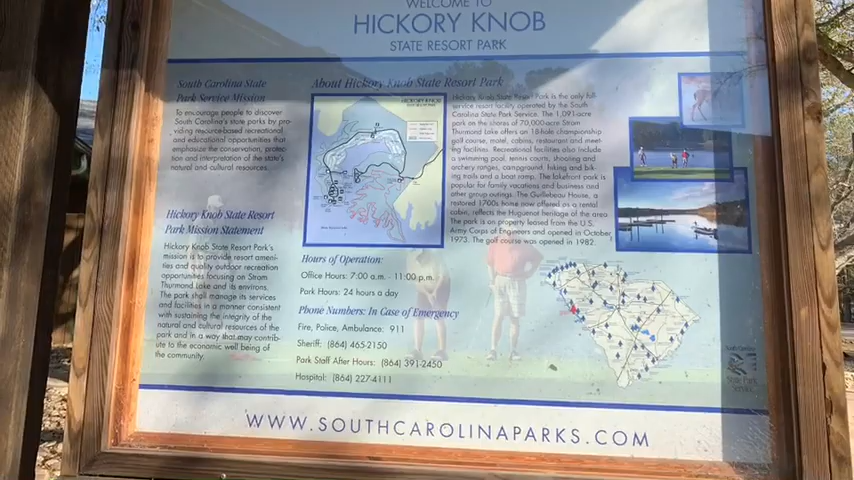 WELCOME TO
HICKORY KNOB
STATE RESORT PARK
South Carolina State
Park Service Mission
To encourage people to discover
South Carolina's state parks by pro-
viding resource-based recreational
and educational opportunities that
emphasize the conservation, protec-
tion and interpretation of the state's
natural and cultural resources.
Hickory Knob State Resort
Park Mission Statement
Hickory Knob State Resort Park's
mission is to provide resort ameni-
ties and quality outdoor recreation
opportunities focusing on Strom
Thurmond Lake and its environs.
The park shall manage its services
and facilities in a manner consistent
with sustaining the integrity of the
natural and cultural resources of the
park and in a way that may contrib-
ute to the economic well being of
the community.
About Hickory Knob State Resort Park
HICKORY KNOB
Hickory Knob State Resort Park is the only full-
service resort facility operated by the South
Carolina State Park Service. The 1,091-acre
park on the shores of 70,000-acre Strom
Thurmond Lake offers an 18-hole championship
golf course, motel, cabins, restaurant and meet-
ing facilities. Recreational facilities also include
a swimming pool, tennis courts, shooting and
archery ranges, campground, hiking and bik-
ing trails and a boat ramp. The lakefront park is
popular for family vacations and business and
other group outings. The Guillebeau House, a
restored 1700s home now offered as a rental
cabin, reflects the Huguenot heritage of the area.
The park is on property leased from the U.S.
Army Corps of Engineers and opened in October
1973. The golf course was opened in 1982.
Hours of Operation:
Office Hours: 7:00 a.m. - 11:00 p.m.
Park Hours: 24 hours a day
Phone Numbers: In Case of Emergency
Fire, Police, Ambulance: 911
Sheriff: (864) 465-2150
Park Staff After Hours: (864) 391-2450
Hospital: (864) 227-4111
South Carolina
State Park
Service
WWW.SOUTHCAROLINAPARKS.COM